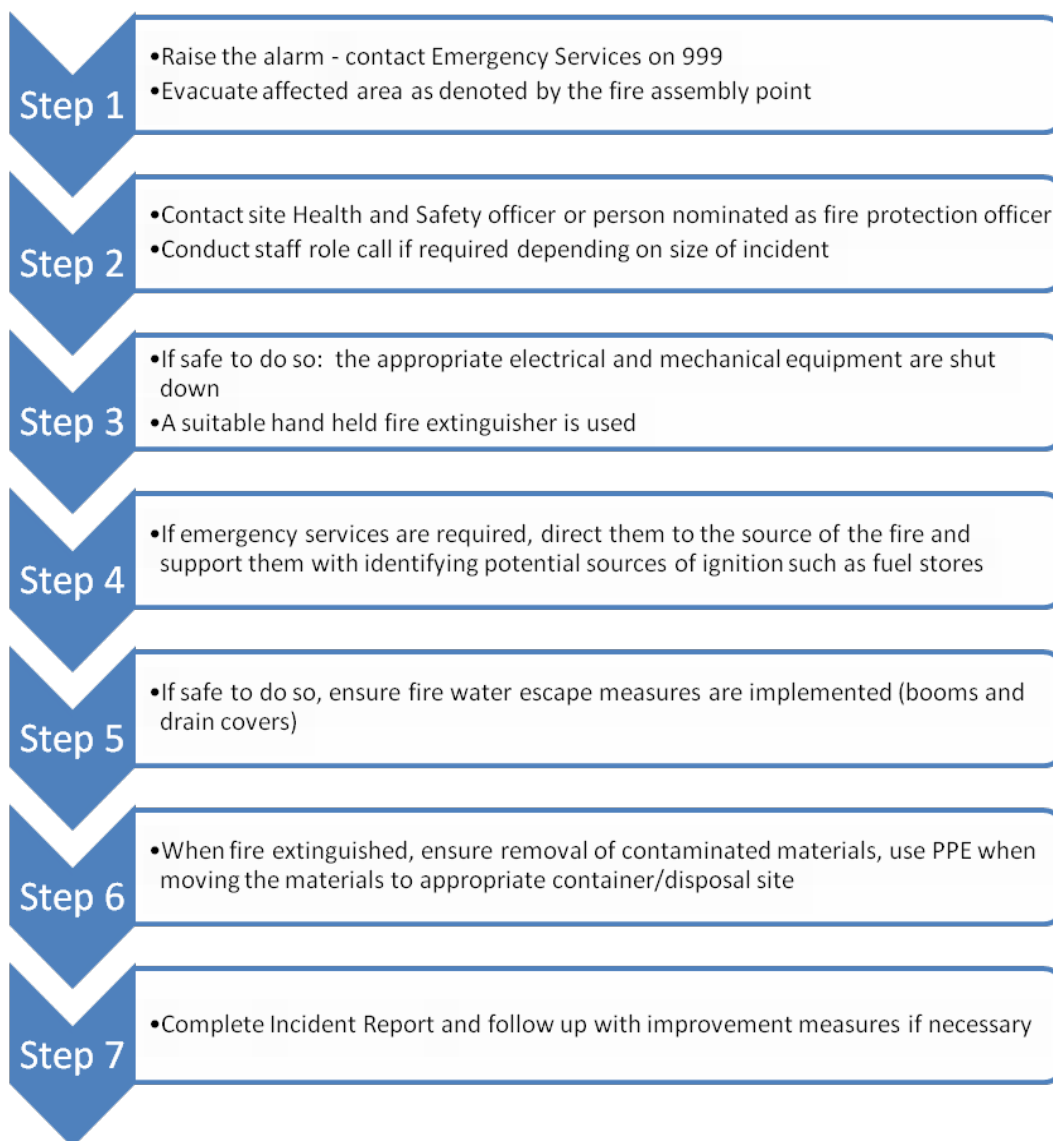 Step 1
•Raise the alarm - contact Emergency Services on 999
•Evacuate affected area as denoted by the fire assembly point
Step 2
•Contact site Health and Safety officer or person nominated as fire protection officer
•Conduct staff role call if required depending on size of incident
Step 3
•If safe to do so:  the appropriate electrical and mechanical equipment are shut
down
•A suitable hand held fire extinguisher is used
Step 4
•If emergency services are required, direct them to the source of the fire and
support them with identifying potential sources of ignition such as fuel stores
Step 5
•If safe to do so, ensure fire water escape measures are implemented (booms and
drain covers)
Step 6
•When fire extinguished, ensure removal of contaminated materials, use PPE when
moving the materials to appropriate container/disposal site
Step 7
•Complete Incident Report and follow up with improvement measures if necessary